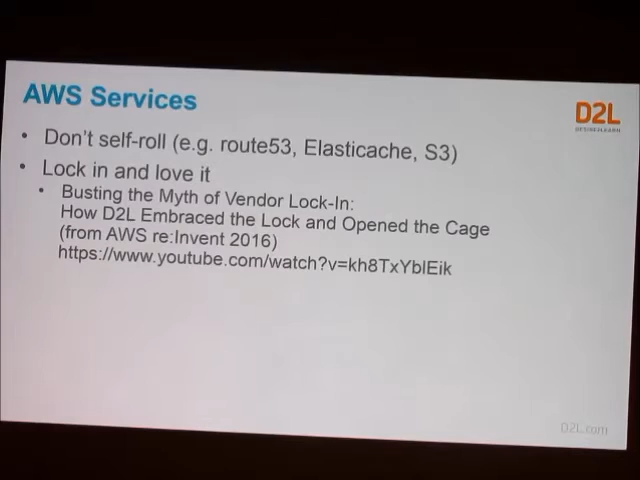 AWS Services
D2L
DESIRE2LEARN
• Don't self-roll (e.g. route53, Elasticache, S3)
• Lock in and love it
• Busting the Myth of Vendor Lock-In:
How D2L Embraced the Lock and Opened the Cage
(from AWS re:Invent 2016)
https://www.youtube.com/watch?v=kh8TxYbIEik
D2L.com